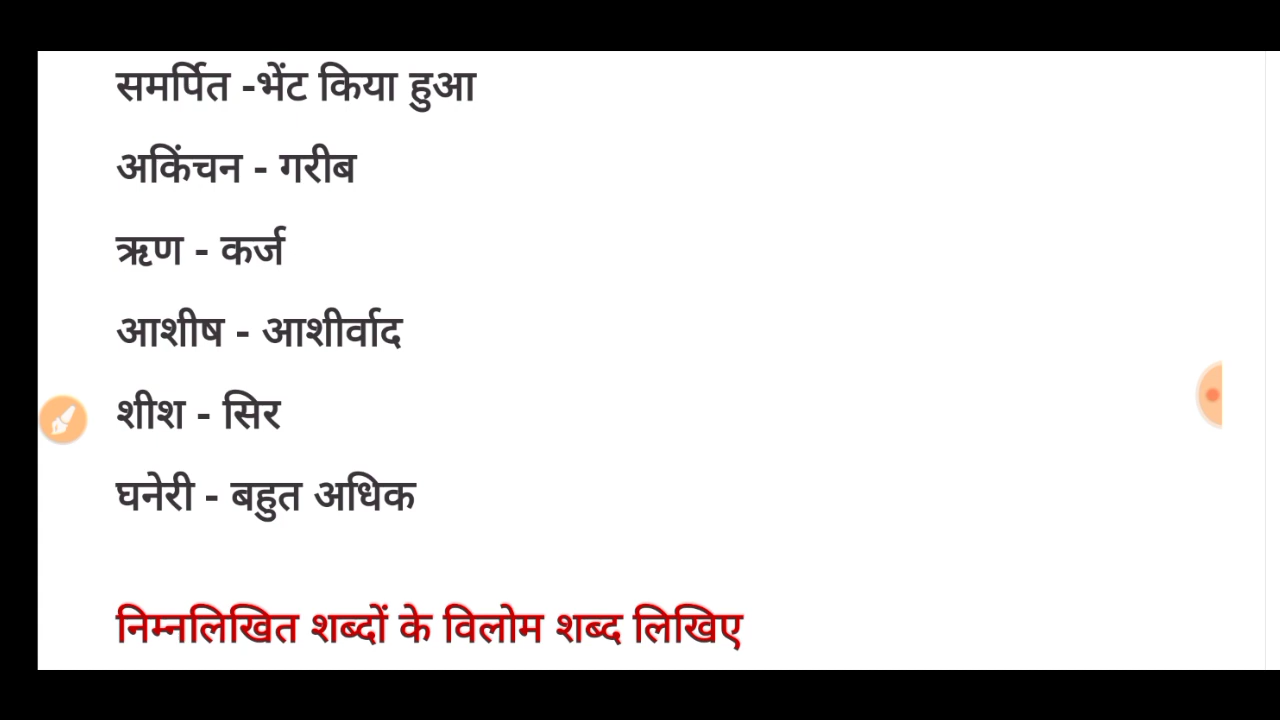 समर्पित -भेंट किया हुआ
अकिंचन - गरीब
ऋण - कर्ज
आशीष - आशीर्वाद
शीश - सिर
घनेरी - बहुत अधिक
निम्नलिखित शब्दों के विलोम शब्द लिखिए